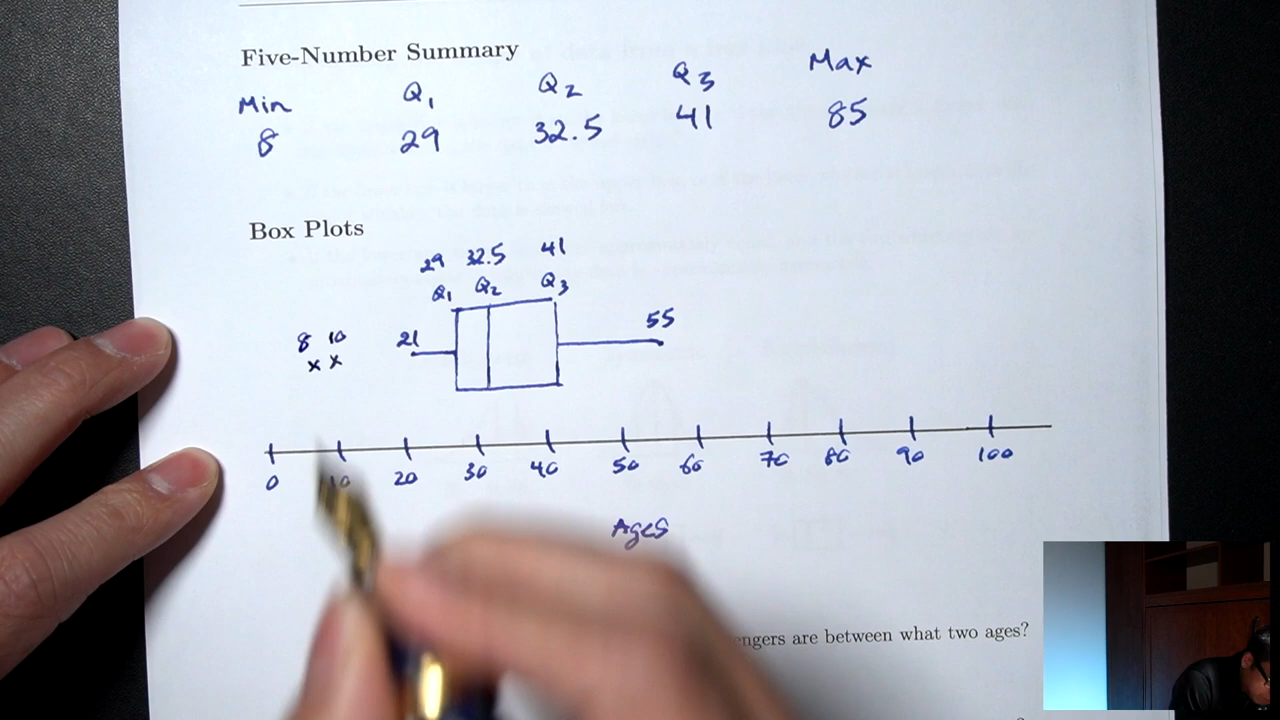 Five-Number Summary
Min Q1 Q2 Q3 Max
8 29 32.5 41 85
Box Plots
29 32.5 41
Q1 Q2 Q3
8 10 21 55
x x
0 10 20 30 40 50 60 70 80 90 100
Ages
are between what two ages?